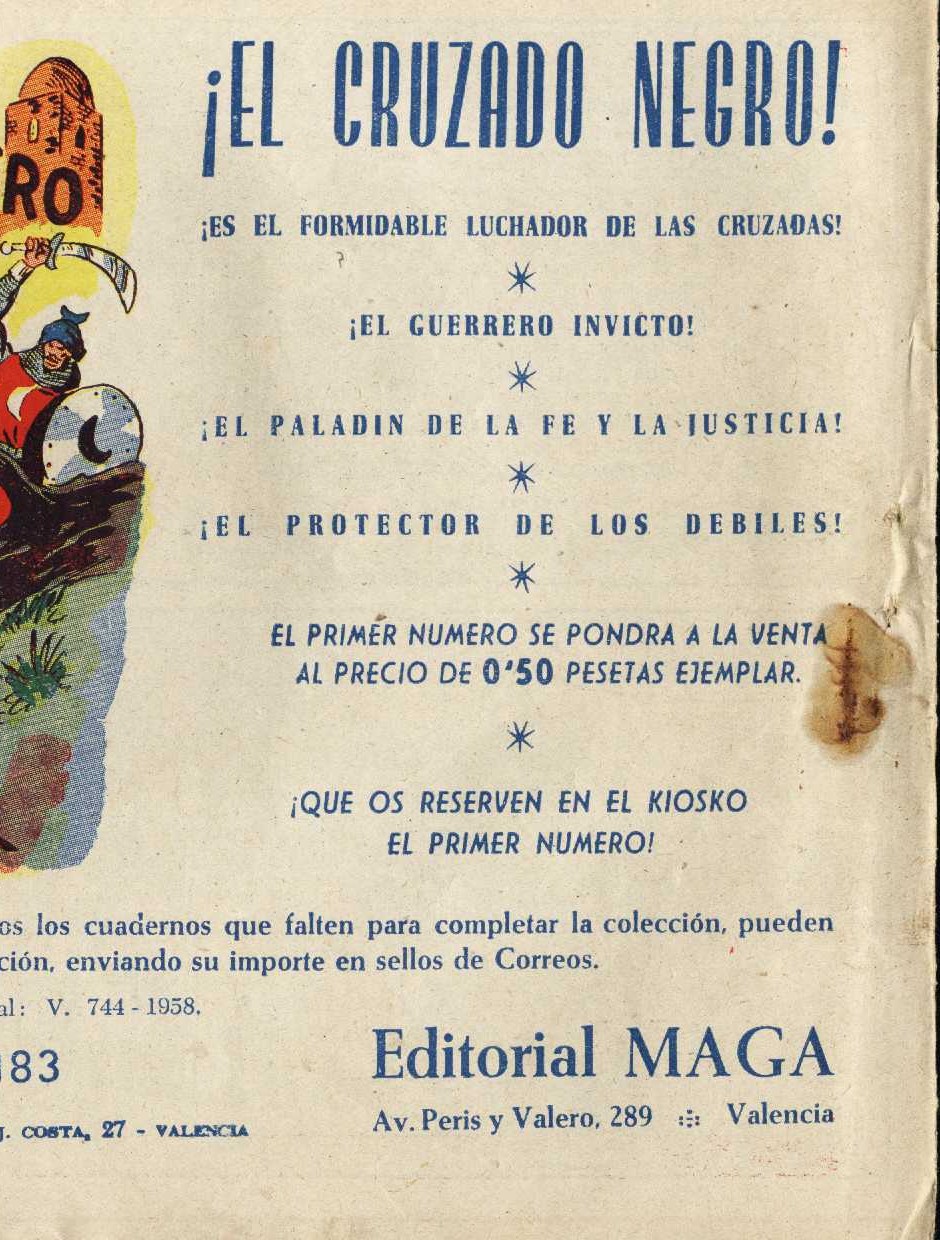 ¡EL CRUZADO NEGRO!
RO
¡ES EL FORMIDABLE LUCHADOR DE LAS CRUZADAS!
¡EL GUERRERO INVICTO!
¡EL PALADIN DE LA FE Y LA JUSTICIA!
¡EL PROTECTOR DE LOS DEBILES!
EL PRIMER NUMERO SE PONDRA A LA VENTA
AL PRECIO DE 0'50 PESETAS EJEMPLAR.
¡QUE OS RESERVEN EN EL KIOSKO
EL PRIMER NUMERO!
os los cuadernos que falten para completar la colección, pueden
ción, enviando su importe en sellos de Correos.
al: V. 744-1958.
83
Editorial MAGA
Av. Peris y Valero, 289 Valencia
J. COSTA, 27 - VALENCIA